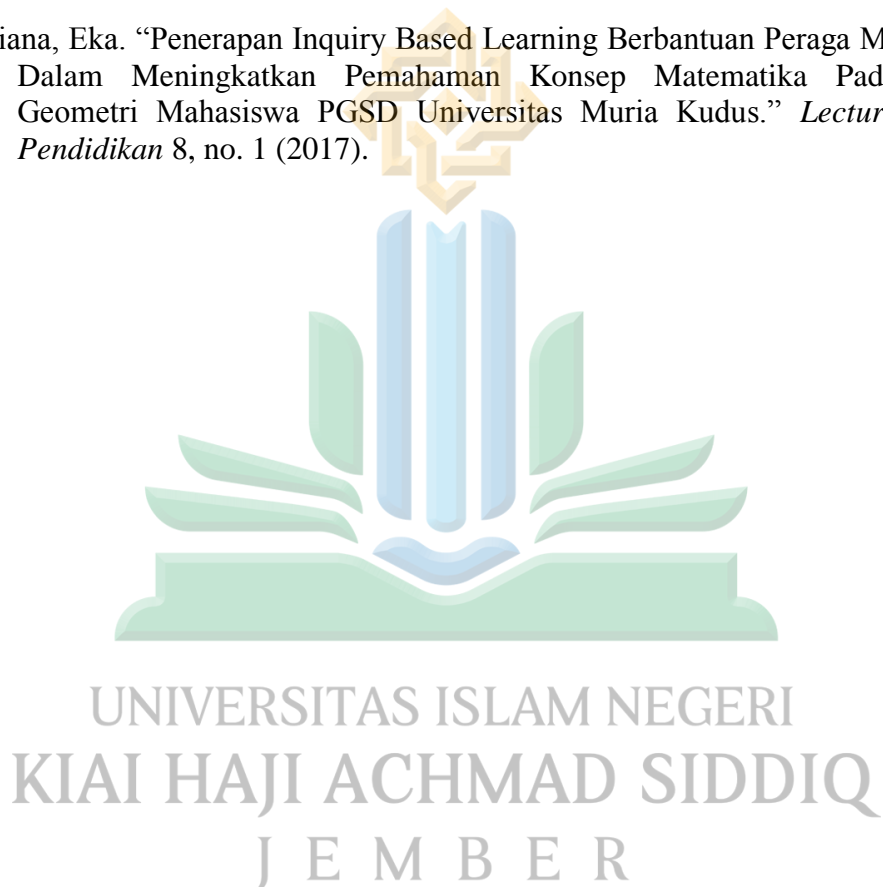 iana, Eka. “Penerapan Inquiry Based Learning Berbantuan Peraga M
Dalam Meningkatkan Pemahaman Konsep Matematika Pad
Geometri Mahasiswa PGSD Universitas Muria Kudus.” Lectur
Pendidikan 8, no. 1 (2017).
UNIVERSITAS ISLAM NEGERI
KIAI HAJI ACHMAD SIDDIQ
J E M B E R